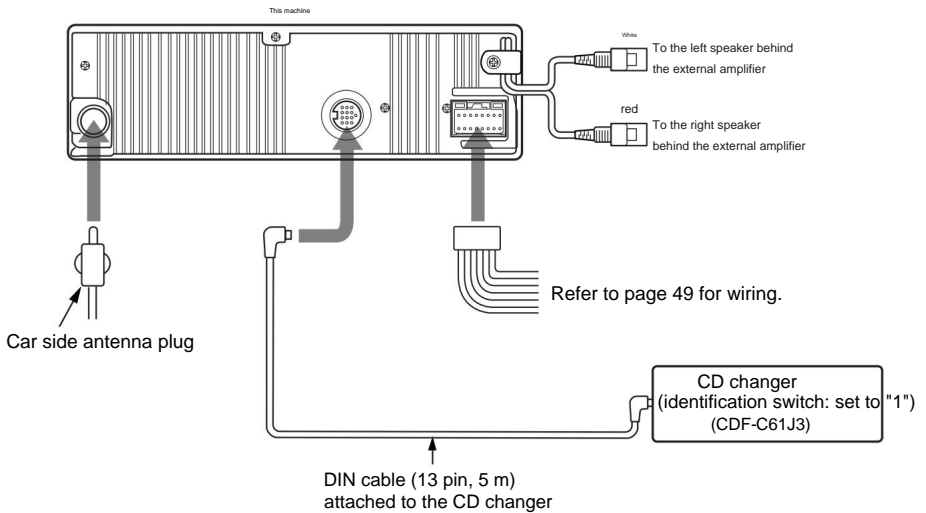 This machine
White
To the left speaker behind
the external amplifier
red
To the right speaker
behind the external amplifier
Refer to page 49 for wiring.
Car side antenna plug
CD changer
(identification switch: set to "1")
(CDF-C61J3)
DIN cable (13 pin, 5 m)
attached to the CD changer